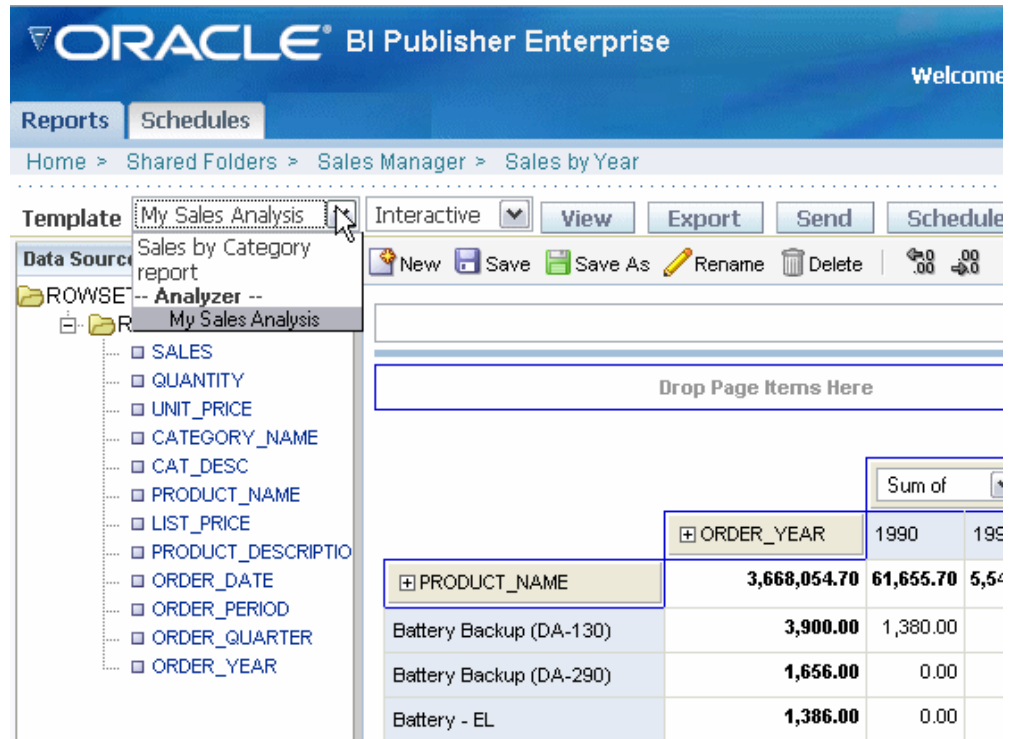 ORACLE® BI Publisher Enterprise
Welcome
Reports Schedules
Home > Shared Folders > Sales Manager > Sales by Year
Template My Sales Analysis Interactive View Export Send Schedule
Sales by Category
report
-- Analyzer --
My Sales Analysis
Data Source
New Save Save As Rename Delete .00 .00
ROWSET
R
SALES
QUANTITY
UNIT_PRICE
CATEGORY_NAME
CAT_DESC
PRODUCT_NAME
LIST_PRICE
PRODUCT_DESCRIPTIO
ORDER_DATE
ORDER_PERIOD
ORDER_QUARTER
ORDER_YEAR
Drop Page Items Here
Sum of
ORDER_YEAR 1990 199
PRODUCT_NAME 3,668,054.70 61,655.70 5,54
Battery Backup (DA-130) 3,900.00 1,380.00
Battery Backup (DA-290) 1,656.00 0.00
Battery - EL 1,386.00 0.00